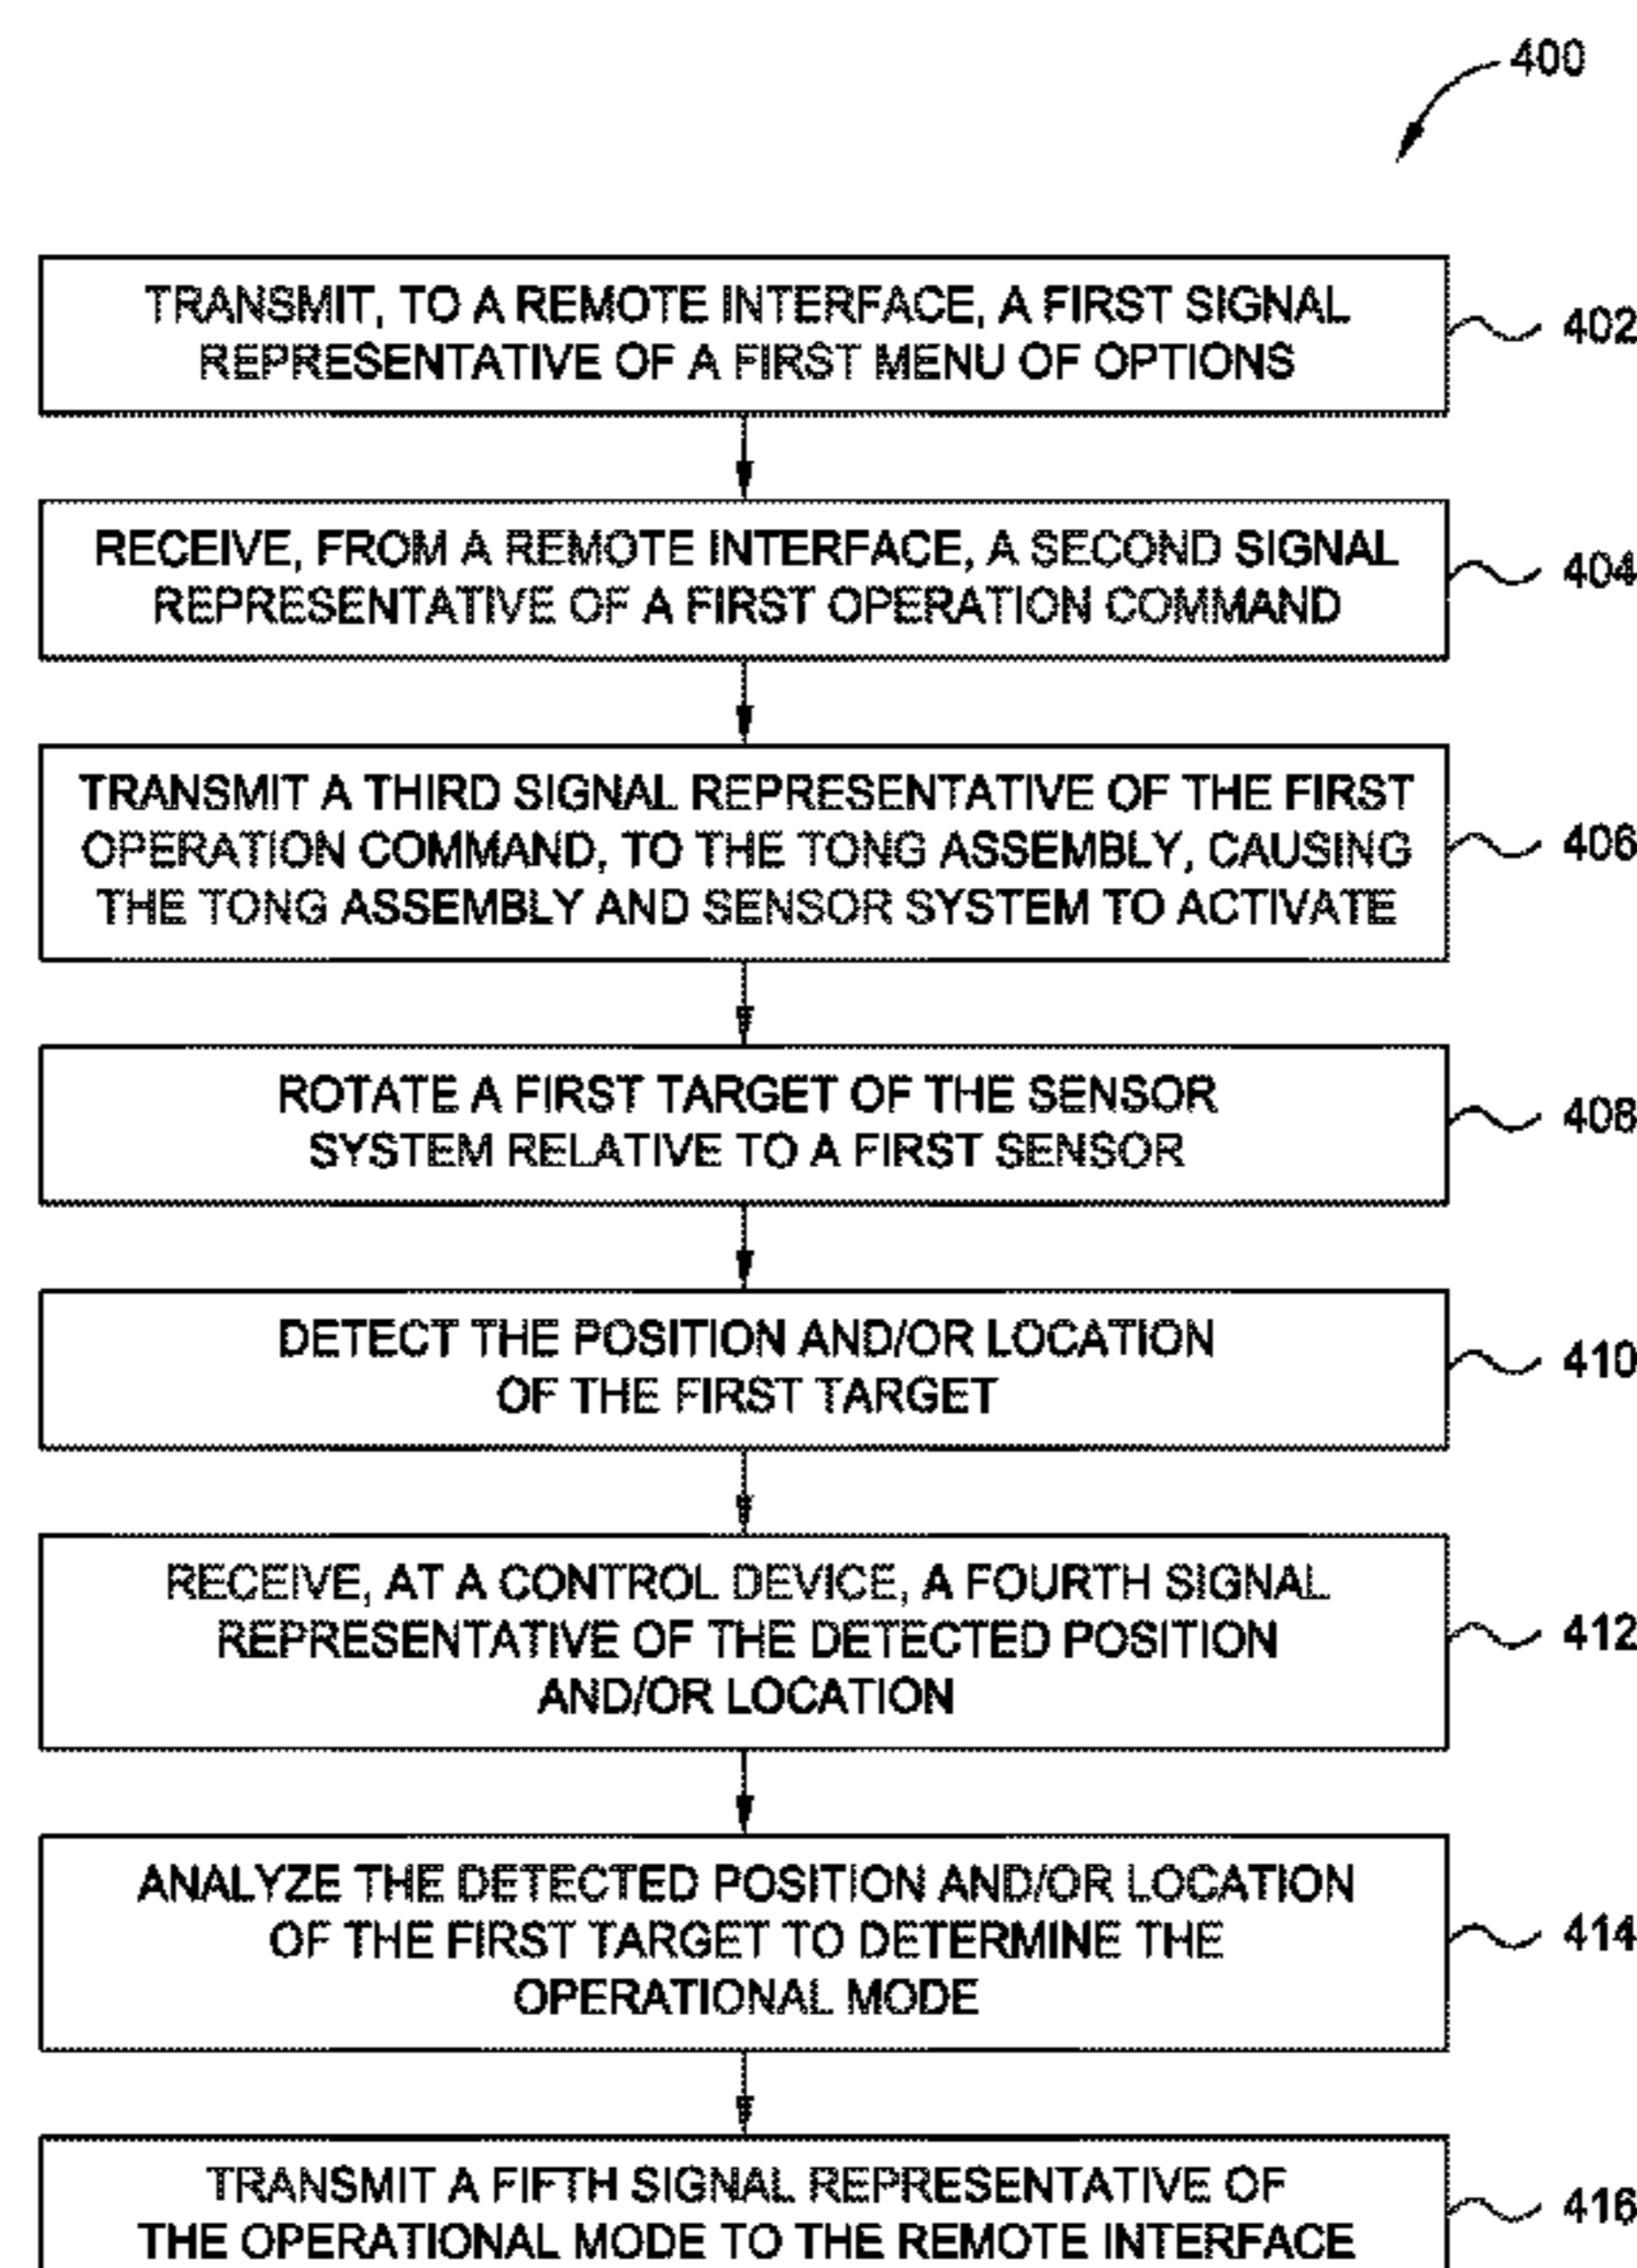 400
TRANSMIT, TO A REMOTE INTERFACE, A FIRST SIGNAL
REPRESENTATIVE OF A FIRST MENU OF OPTIONS
402
RECEIVE, FROM A REMOTE INTERFACE, A SECOND SIGNAL
REPRESENTATIVE OF A FIRST OPERATION COMMAND
404
TRANSMIT A THIRD SIGNAL REPRESENTATIVE OF THE FIRST
OPERATION COMMAND, TO THE TONG ASSEMBLY, CAUSING
THE TONG ASSEMBLY AND SENSOR SYSTEM TO ACTIVATE
406
ROTATE A FIRST TARGET OF THE SENSOR
SYSTEM RELATIVE TO A FIRST SENSOR
408
DETECT THE POSITION AND/OR LOCATION
OF THE FIRST TARGET
410
RECEIVE, AT A CONTROL DEVICE, A FOURTH SIGNAL
REPRESENTATIVE OF THE DETECTED POSITION
AND/OR LOCATION
412
ANALYZE THE DETECTED POSITION AND/OR LOCATION
OF THE FIRST TARGET TO DETERMINE THE
OPERATIONAL MODE
414
TRANSMIT A FIFTH SIGNAL REPRESENTATIVE OF
THE OPERATIONAL MODE TO THE REMOTE INTERFACE
416